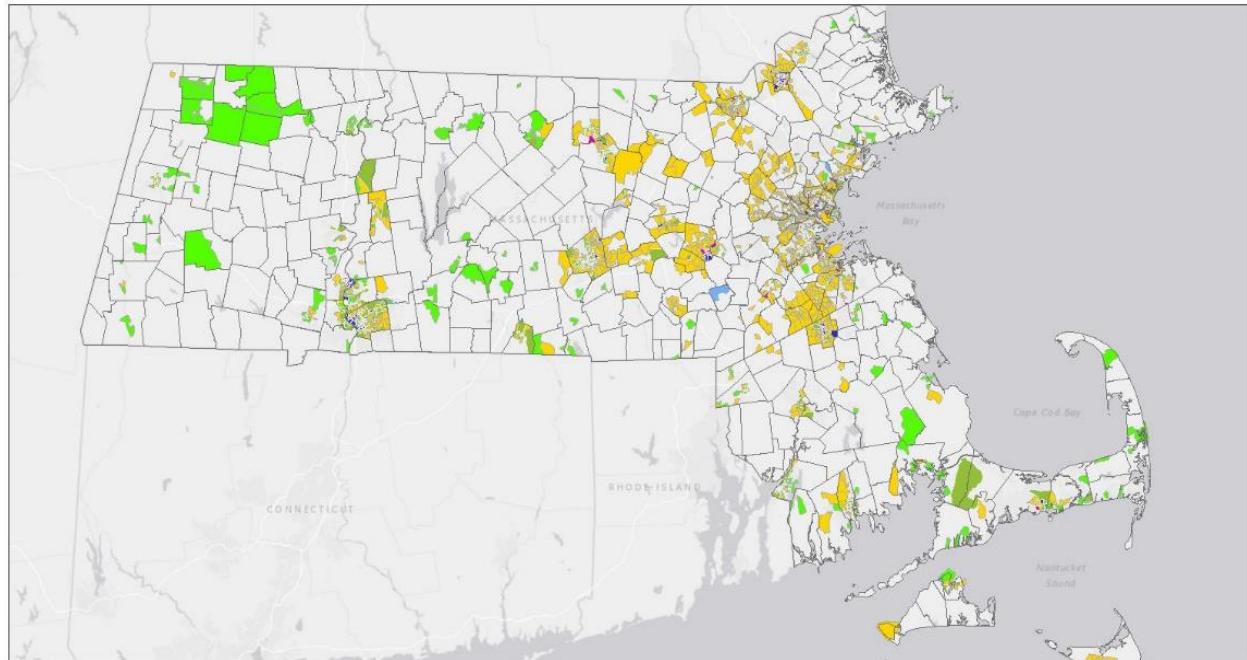 Massachusetts
Bay
MASSACHUSETTS
Cape Cod Bay
RHODE ISLAND
CONNECTICUT
Nantucket
Sound